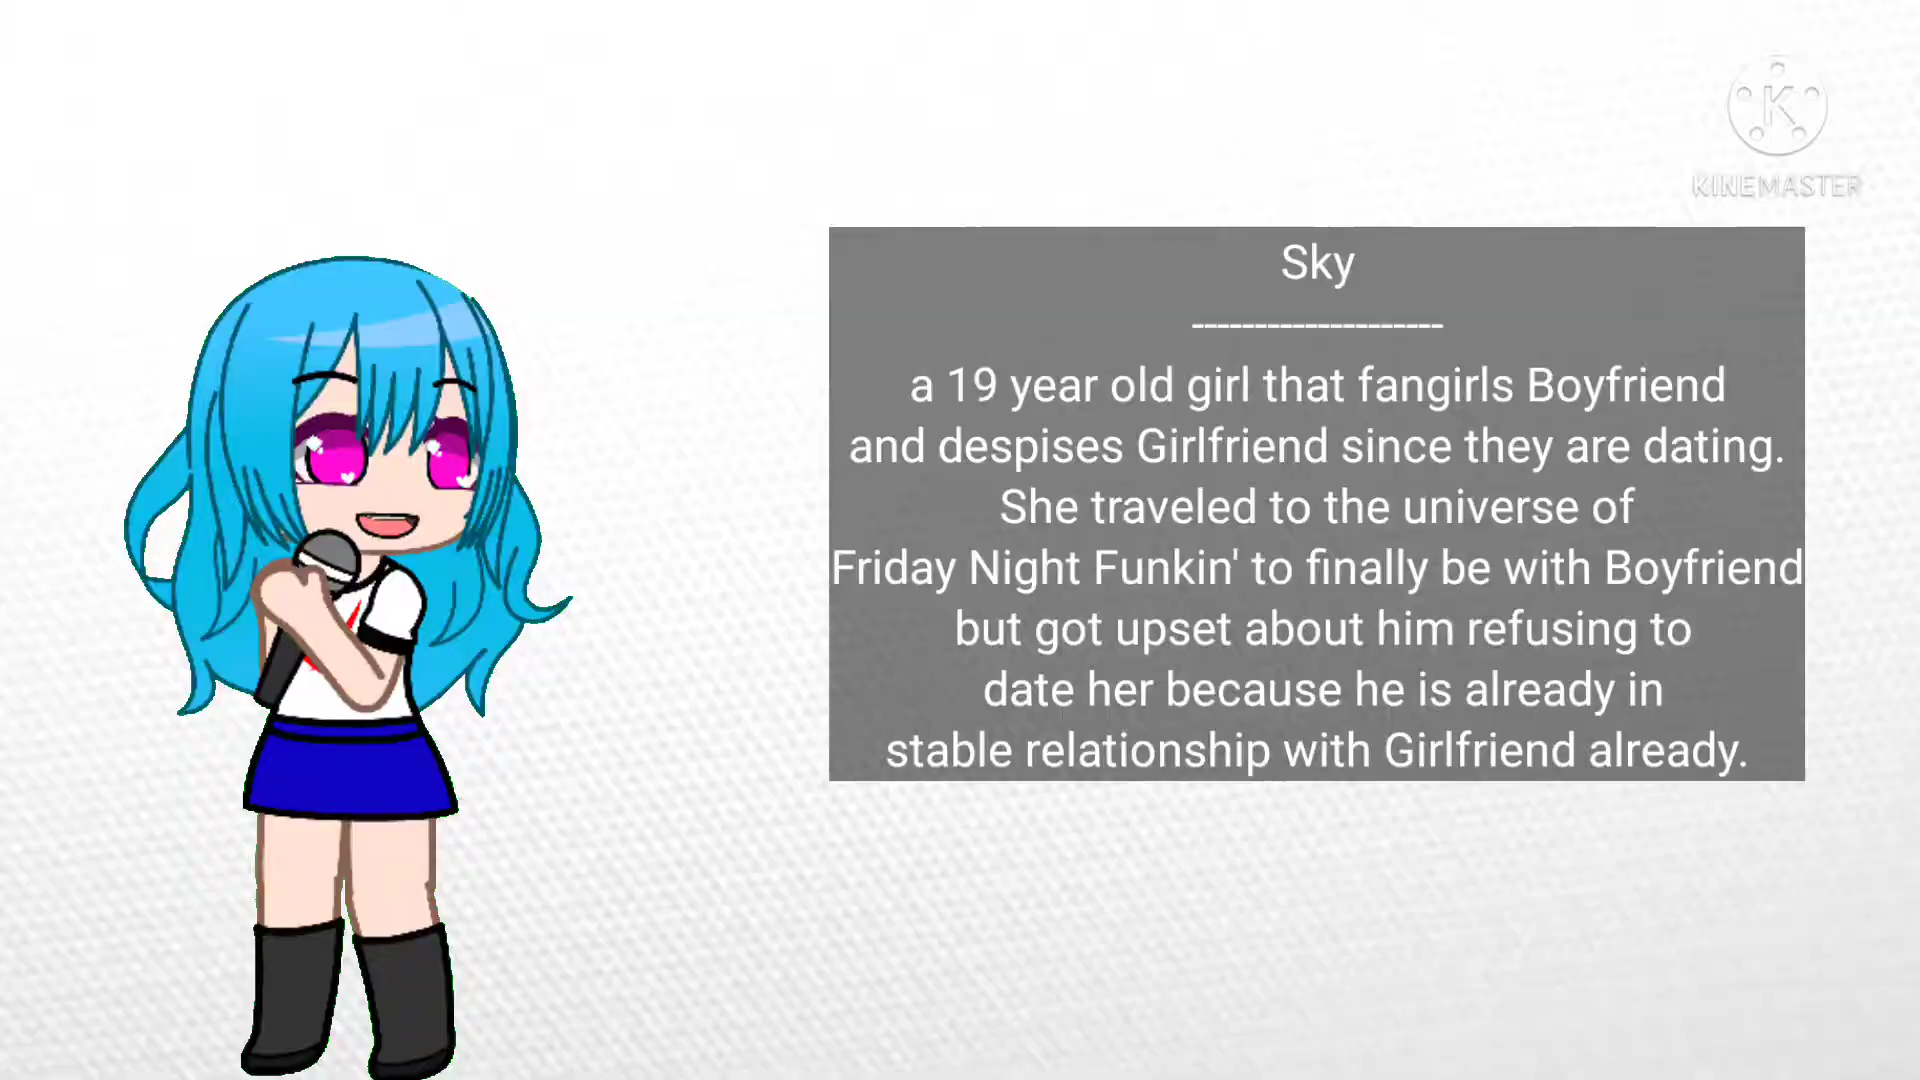 K
KINEMASTER
Sky
--------------------
a 19 year old girl that fangirls Boyfriend
and despises Girlfriend since they are dating.
She traveled to the universe of
Friday Night Funkin' to finally be with Boyfriend
but got upset about him refusing to
date her because he is already in
stable relationship with Girlfriend already.